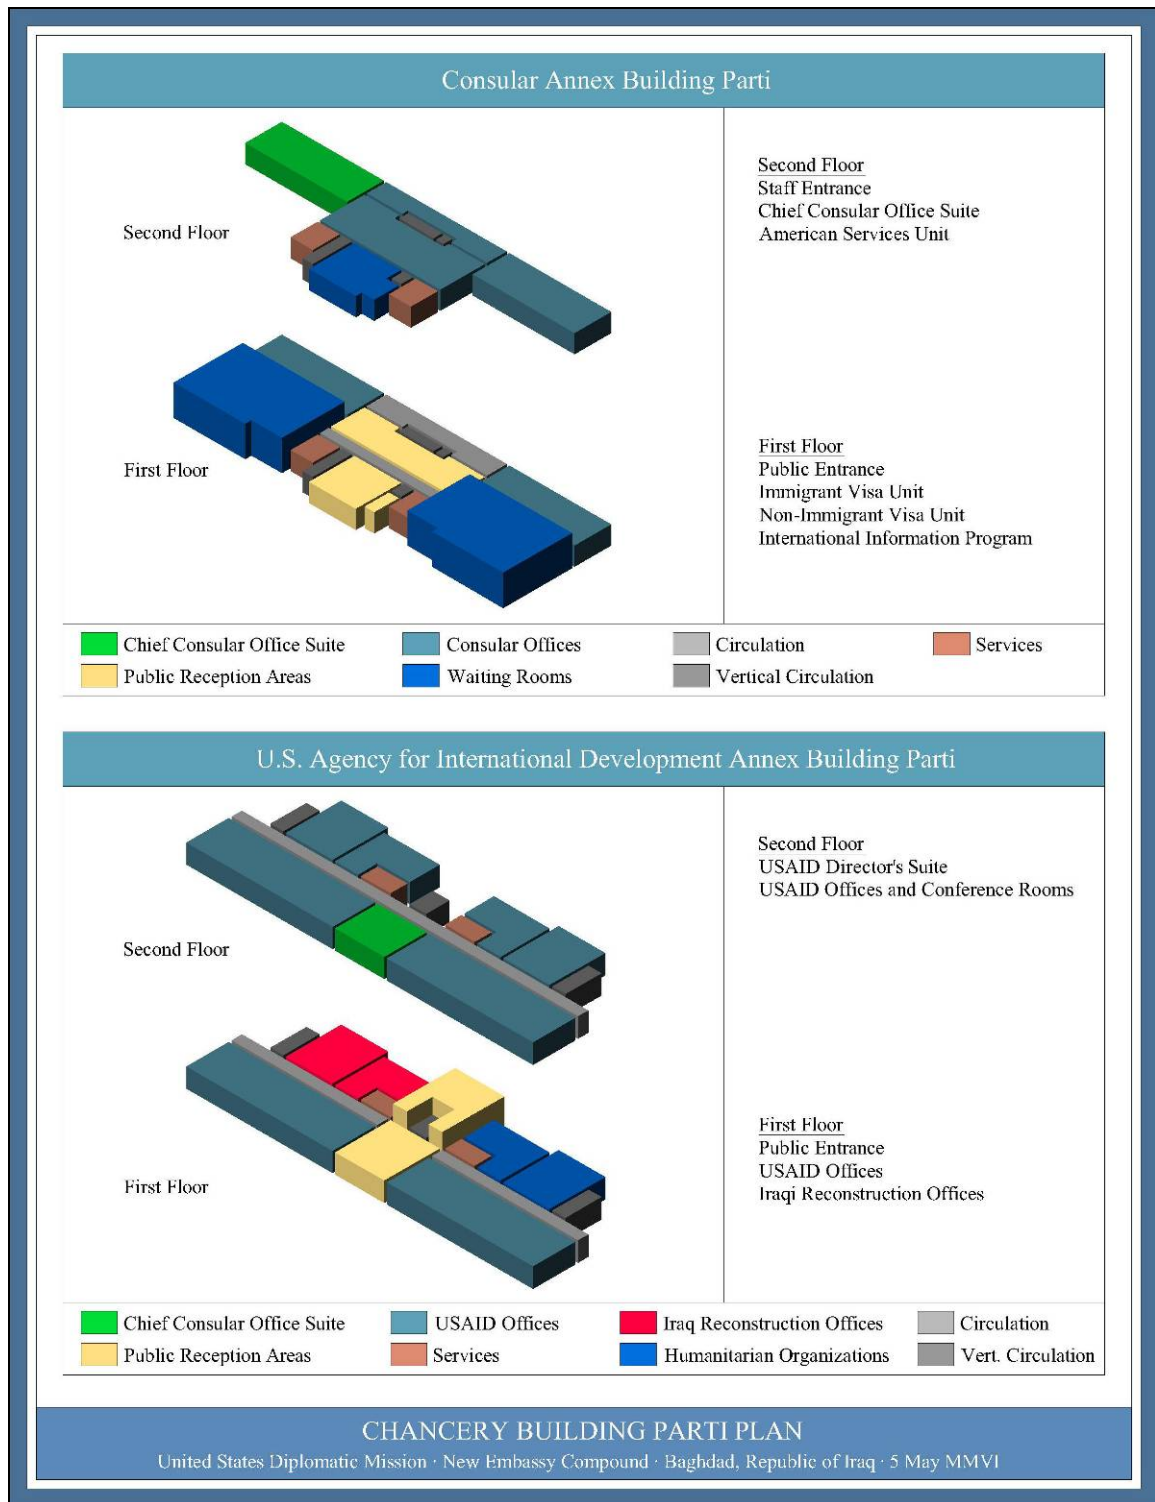 Consular Annex Building Parti
Second Floor
Second Floor
Staff Entrance
Chief Consular Office Suite
American Services Unit
First Floor
First Floor
Public Entrance
Immigrant Visa Unit
Non-Immigrant Visa Unit
International Information Program
Chief Consular Office Suite
Consular Offices
Circulation
Services
Public Reception Areas
Waiting Rooms
Vertical Circulation
U.S. Agency for International Development Annex Building Parti
Second Floor
Second Floor
USAID Director's Suite
USAID Offices and Conference Rooms
First Floor
First Floor
Public Entrance
USAID Offices
Iraqi Reconstruction Offices
Chief Consular Office Suite
USAID Offices
Iraq Reconstruction Offices
Circulation
Public Reception Areas
Services
Humanitarian Organizations
Vert. Circulation
CHANCERY BUILDING PARTI PLAN
United States Diplomatic Mission · New Embassy Compound · Baghdad, Republic of Iraq · 5 May MMVI